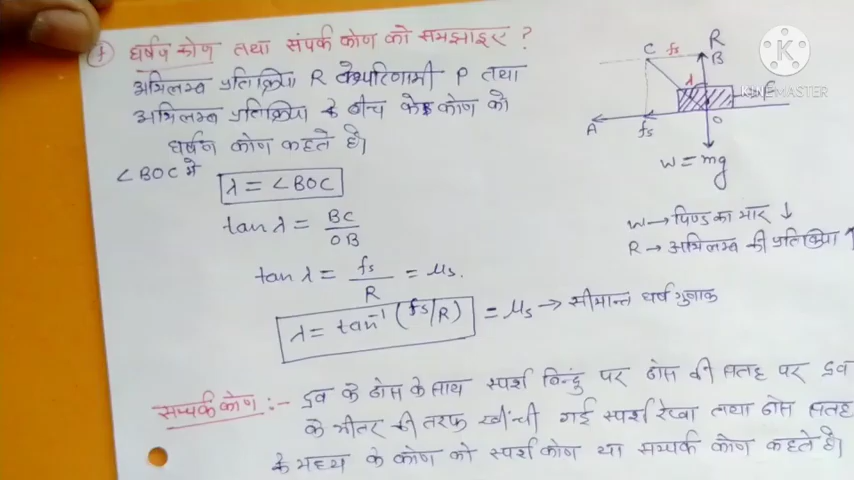 1 घर्षण कोण तथा संपर्क कोण को समझाइए ?
अभिलम्ब प्रतिक्रिया R के परिणामी P तथा
अभिलम्ब प्रतिक्रिया के बीच के कोण को
घर्षण कोण कहते है।
∠BOC में
λ = ∠BOC
tan λ = BC/OB
tan λ = fs/R = μs.
λ = tan⁻¹ (fs/R) = μs → सीमान्त घर्ष गुणांक
C fs R B
λ
F
A fs O
W = mg
W → पिण्ड का भार ↓
R → अभिलम्ब की प्रतिक्रिया ↑
KINEMASTER
सम्पर्क कोण :- द्रव के ठोस के साथ स्पर्श बिन्दु पर ठोस की सतह पर द्रव
के भीतर की तरफ खींची गई स्पर्श रेखा तथा ठोस सतह
के मध्य के कोण को स्पर्श कोण या सम्पर्क कोण कहते है।